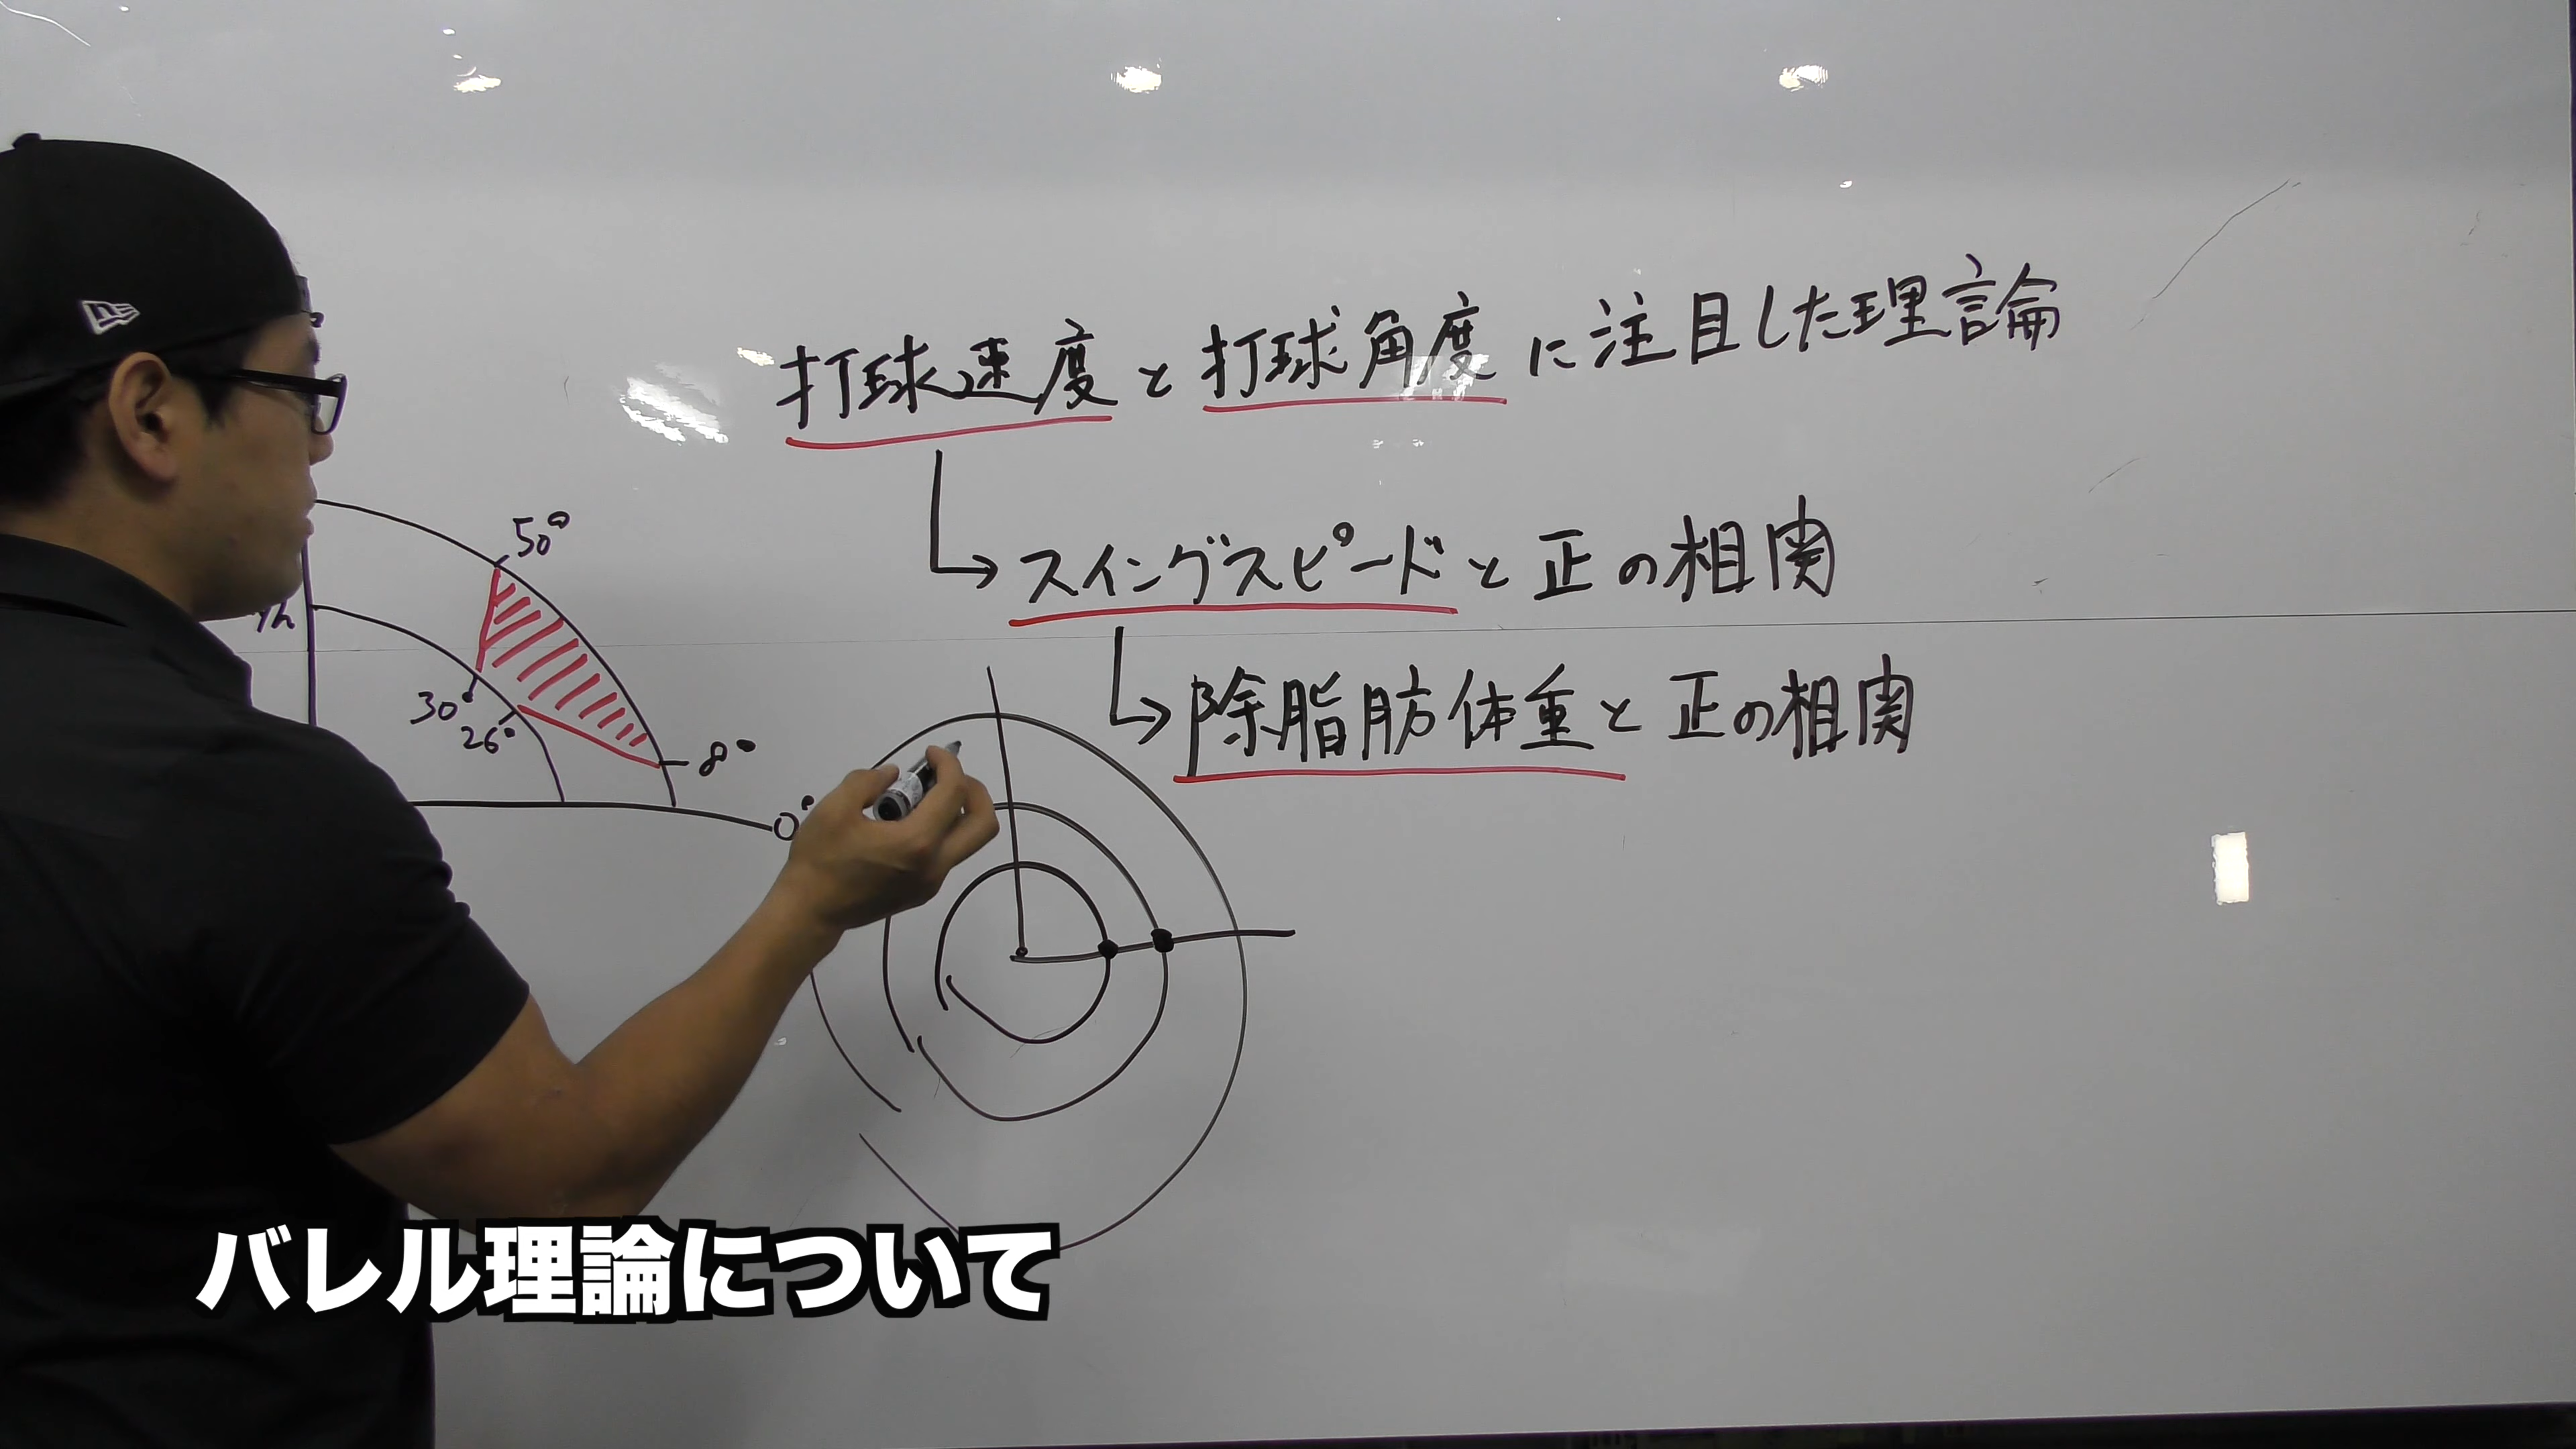 打球速度と打球角度に注目した理論
スイングスピードと正の相関
除脂肪体重と正の相関
50°
30°
26°
8°
0°
バレル理論について